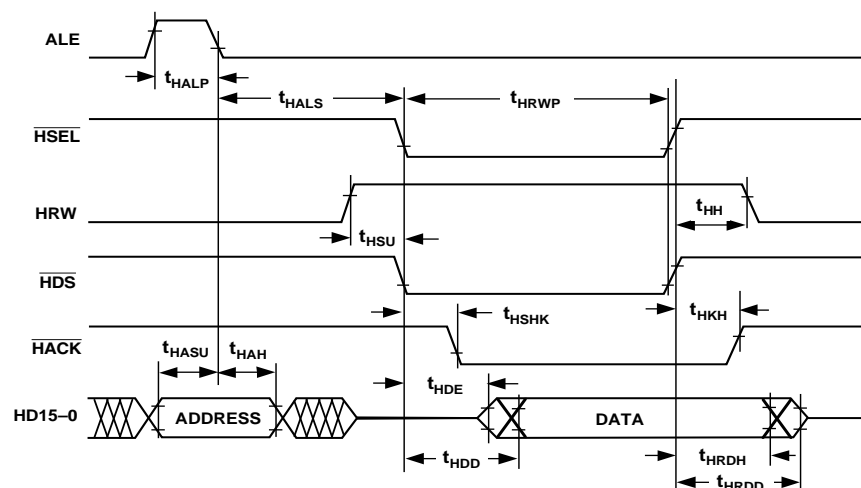 ALE
tHALP
tHALS
tHRWP
HSEL
HRW
tHH
tHSU
HDS
tHSHK
tHKH
HACK
tHASU
tHAH
tHDE
HD15–0
ADDRESS
DATA
tHDD
tHRDH
tHRDD